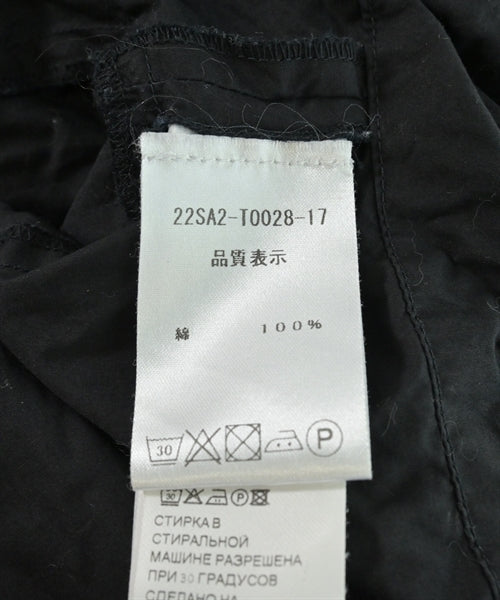 22SA2-T0028-17
品質表示
綿 100%
30 P
30 P
СТИРКА В
СТИРАЛЬНОЙ
МАШИНЕ РАЗРЕШЕНА
ПРИ 30 ГРАДУСОВ
СДЕЛАНО НА